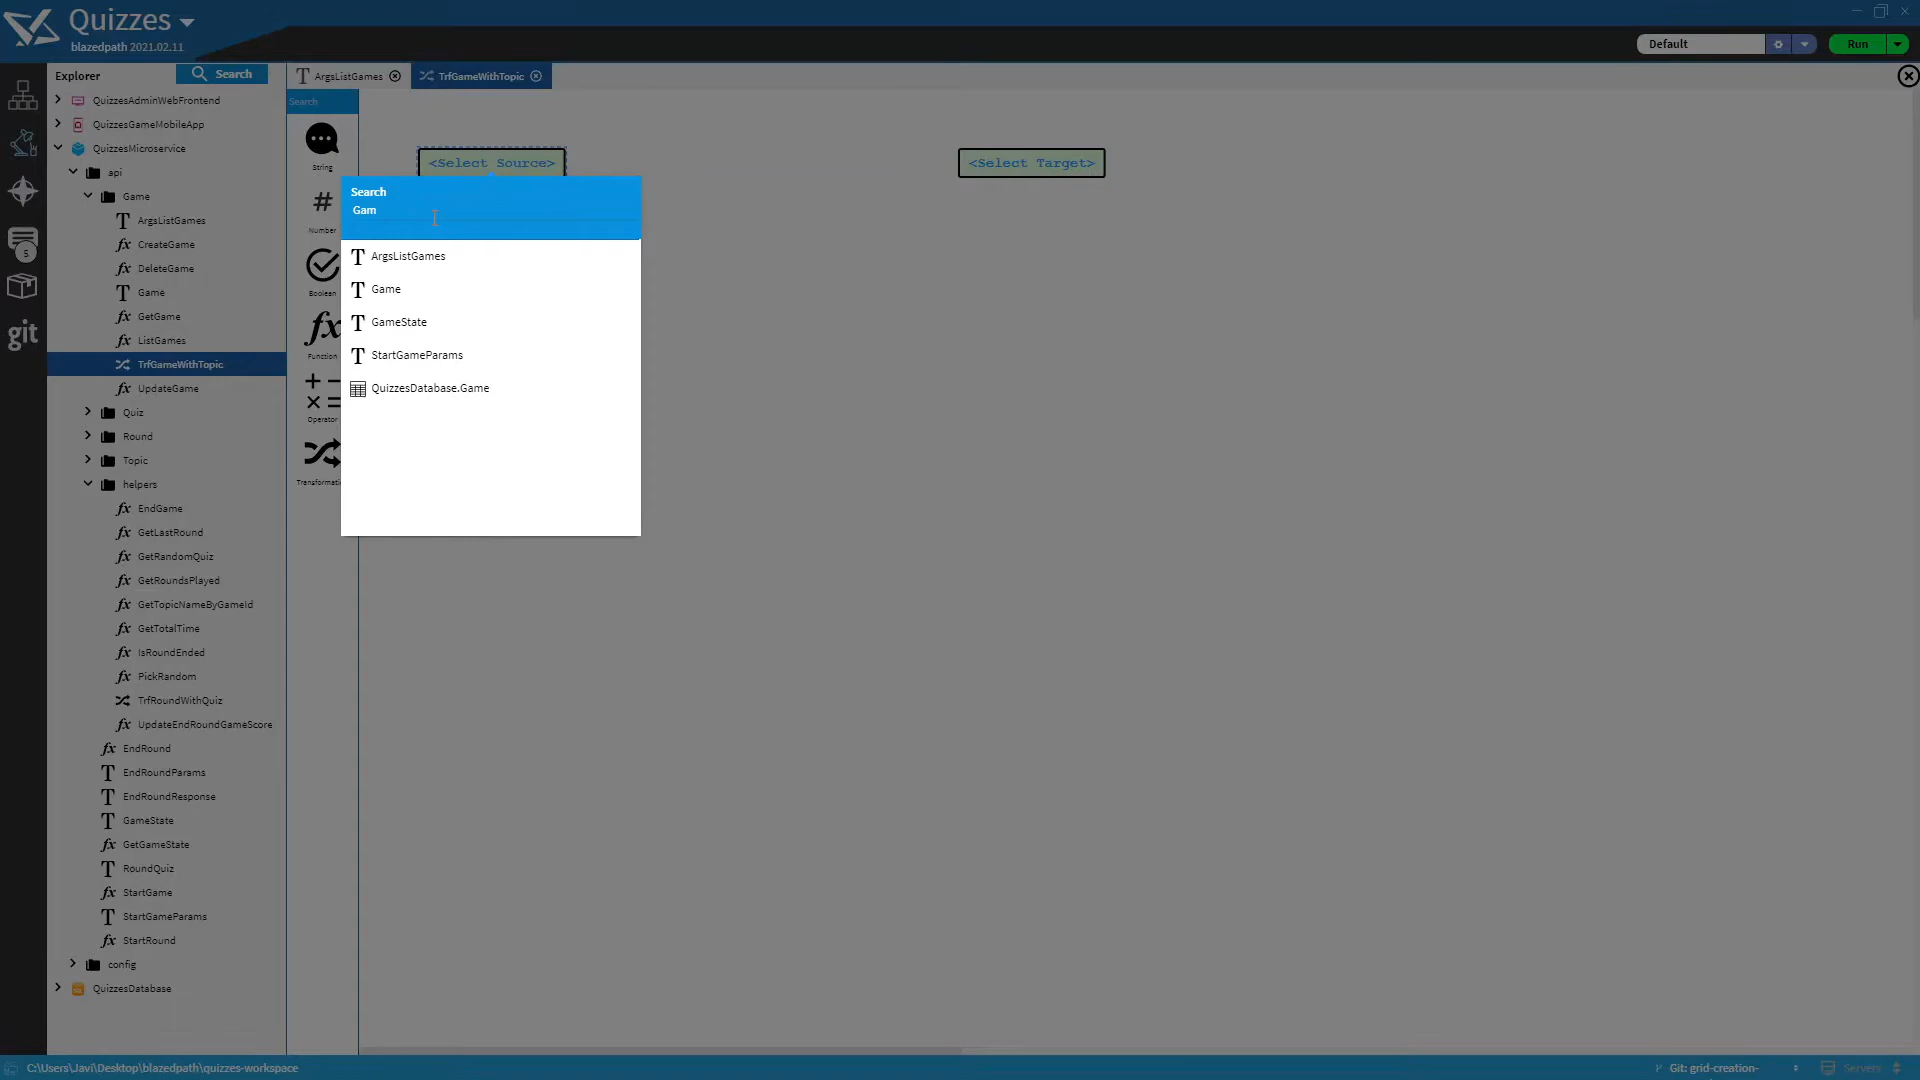 Quizzes
blazedpath 2021.02.11
Default
Run
Explorer
Search
QuizzesAdminWebFrontend
QuizzesGameMobileApp
QuizzesMicroservice
api
Game
ArgsListGames
CreateGame
DeleteGame
Game
GetGame
ListGames
TrfGameWithTopic
UpdateGame
Quiz
Round
Topic
helpers
EndGame
GetLastRound
GetRandomQuiz
GetRoundsPlayed
GetTopicNameByGameId
GetTotalTime
IsRoundEnded
PickRandom
TrfRoundWithQuiz
UpdateEndRoundGameScore
EndRound
EndRoundParams
EndRoundResponse
GameState
GetGameState
RoundQuiz
StartGame
StartGameParams
StartRound
config
QuizzesDatabase
5
git
ArgsListGames
TrfGameWithTopic
Search
String
Number
Boolean
Function
Operator
Transformati
<Select Source>
<Select Target>
Search
Gam
ArgsListGames
Game
GameState
StartGameParams
QuizzesDatabase.Game
C:\Users\Javi\Desktop\blazedpath\quizzes-workspace
Git: grid-creation-
Servers